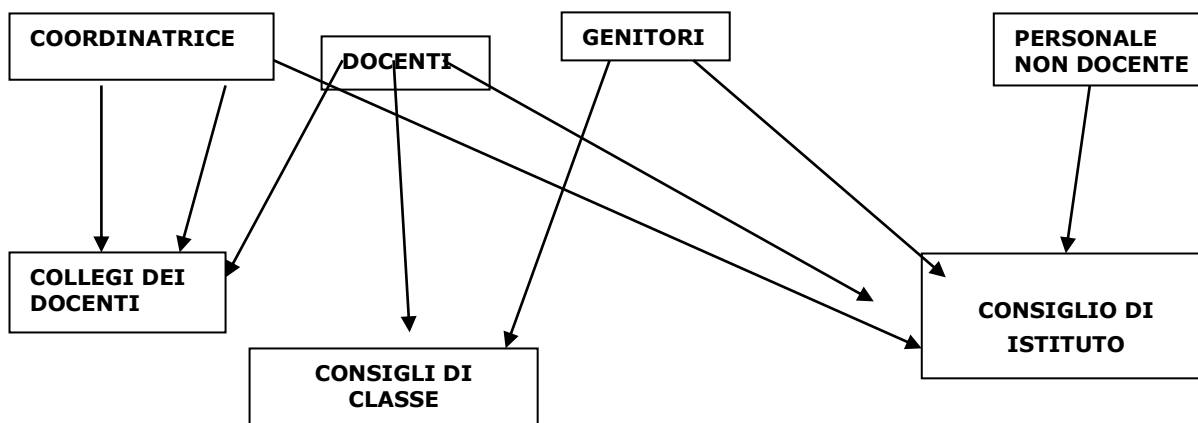 COORDINATRICE
DOCENTI
GENITORI
PERSONALE
NON DOCENTE
COLLEGI DEI
DOCENTI
CONSIGLI DI
CLASSE
CONSIGLIO DI
ISTITUTO